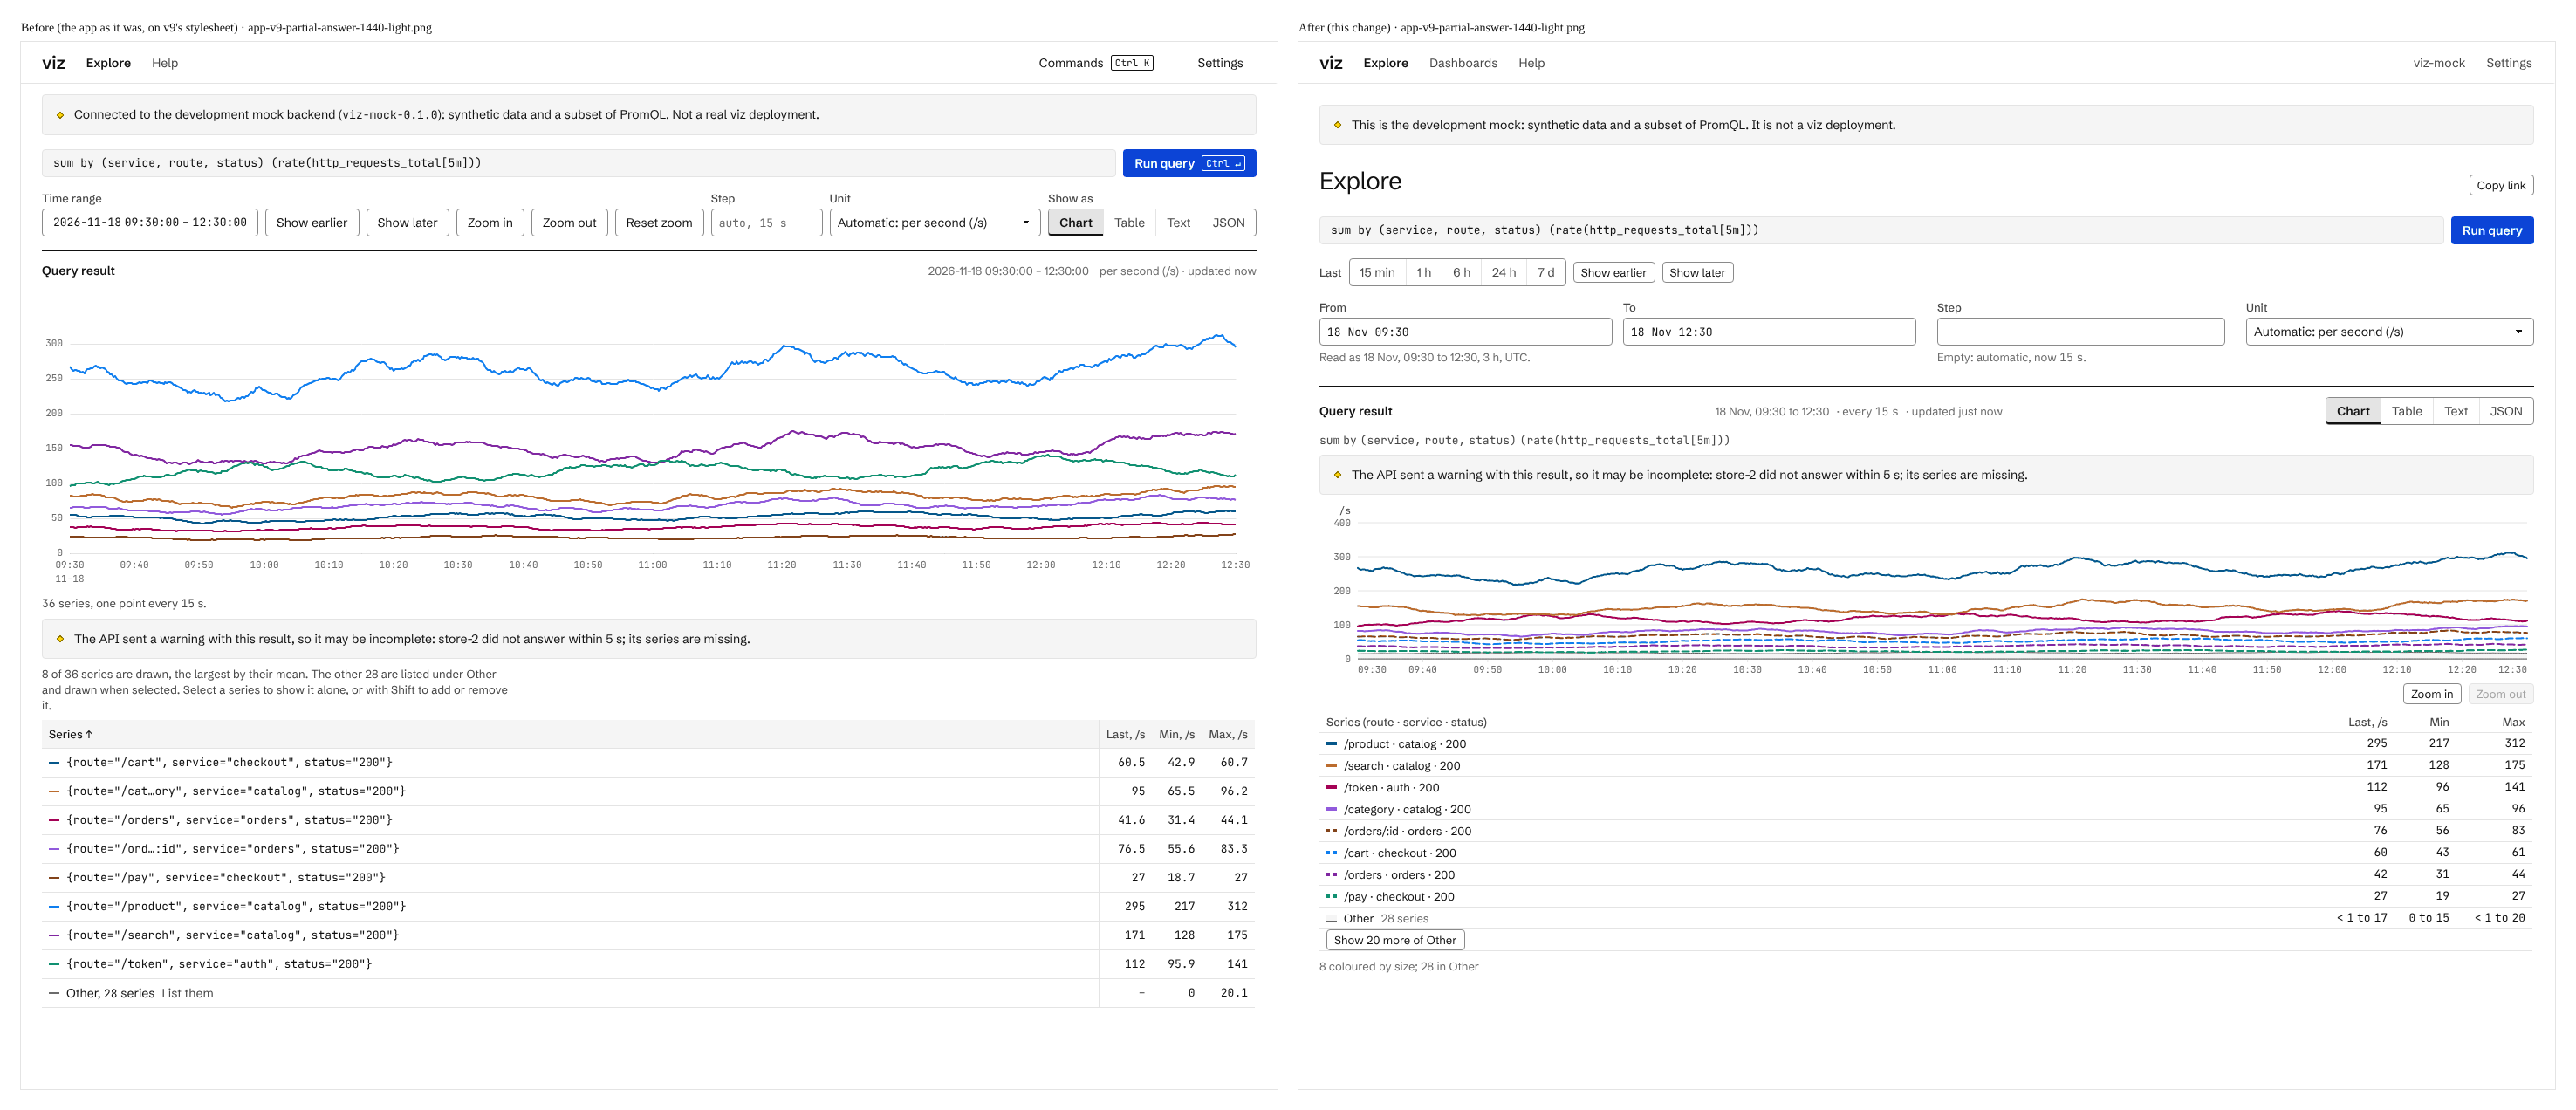 Before (the app as it was, on v9's stylesheet) · app-v9-partial-answer-1440-light.png
viz Explore Help Commands Ctrl K Settings
Connected to the development mock backend (viz-mock-0.1.0): synthetic data and a subset of PromQL. Not a real viz deployment.
sum by (service, route, status) (rate(http_requests_total[5m])) Run query Ctrl ↵
Time range Step Unit Show as
2026-11-18 09:30:00 – 12:30:00 Show earlier Show later Zoom in Zoom out Reset zoom auto, 15 s Automatic: per second (/s) Chart Table Text JSON
Query result 2026-11-18 09:30:00 – 12:30:00 per second (/s) · updated now
300
250
200
150
100
50
0
09:30 09:40 09:50 10:00 10:10 10:20 10:30 10:40 10:50 11:00 11:10 11:20 11:30 11:40 11:50 12:00 12:10 12:20 12:30
11-18
36 series, one point every 15 s.
The API sent a warning with this result, so it may be incomplete: store-2 did not answer within 5 s; its series are missing.
8 of 36 series are drawn, the largest by their mean. The other 28 are listed under Other
and drawn when selected. Select a series to show it alone, or with Shift to add or remove
it.
Series ↑ Last, /s Min, /s Max, /s
{route="/cart", service="checkout", status="200"} 60.5 42.9 60.7
{route="/cat…ory", service="catalog", status="200"} 95 65.5 96.2
{route="/orders", service="orders", status="200"} 41.6 31.4 44.1
{route="/ord…:id", service="orders", status="200"} 76.5 55.6 83.3
{route="/pay", service="checkout", status="200"} 27 18.7 27
{route="/product", service="catalog", status="200"} 295 217 312
{route="/search", service="catalog", status="200"} 171 128 175
{route="/token", service="auth", status="200"} 112 95.9 141
Other, 28 series List them – 0 20.1
After (this change) · app-v9-partial-answer-1440-light.png
viz Explore Dashboards Help viz-mock Settings
This is the development mock: synthetic data and a subset of PromQL. It is not a viz deployment.
Explore Copy link
sum by (service, route, status) (rate(http_requests_total[5m])) Run query
Last 15 min 1 h 6 h 24 h 7 d Show earlier Show later
From To Step Unit
18 Nov 09:30 18 Nov 12:30 Automatic: per second (/s)
Read as 18 Nov, 09:30 to 12:30, 3 h, UTC. Empty: automatic, now 15 s.
Query result 18 Nov, 09:30 to 12:30 · every 15 s · updated just now Chart Table Text JSON
sum by (service, route, status) (rate(http_requests_total[5m]))
The API sent a warning with this result, so it may be incomplete: store-2 did not answer within 5 s; its series are missing.
/s
400
300
200
100
0
09:30 09:40 09:50 10:00 10:10 10:20 10:30 10:40 10:50 11:00 11:10 11:20 11:30 11:40 11:50 12:00 12:10 12:20 12:30
Zoom in Zoom out
Series (route · service · status) Last, /s Min Max
/product · catalog · 200 295 217 312
/search · catalog · 200 171 128 175
/token · auth · 200 112 96 141
/category · catalog · 200 95 65 96
/orders/:id · orders · 200 76 56 83
/cart · checkout · 200 60 43 61
/orders · orders · 200 42 31 44
/pay · checkout · 200 27 19 27
Other 28 series < 1 to 17 0 to 15 < 1 to 20
Show 20 more of Other
8 coloured by size; 28 in Other